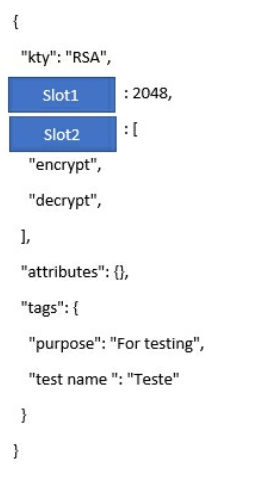 {
"kty": "RSA",
Slot1 : 2048,
Slot2 : [
"encrypt",
"decrypt",
],
"attributes": {},
"tags": {
"purpose": "For testing",
"test name ": "Teste"
}
}